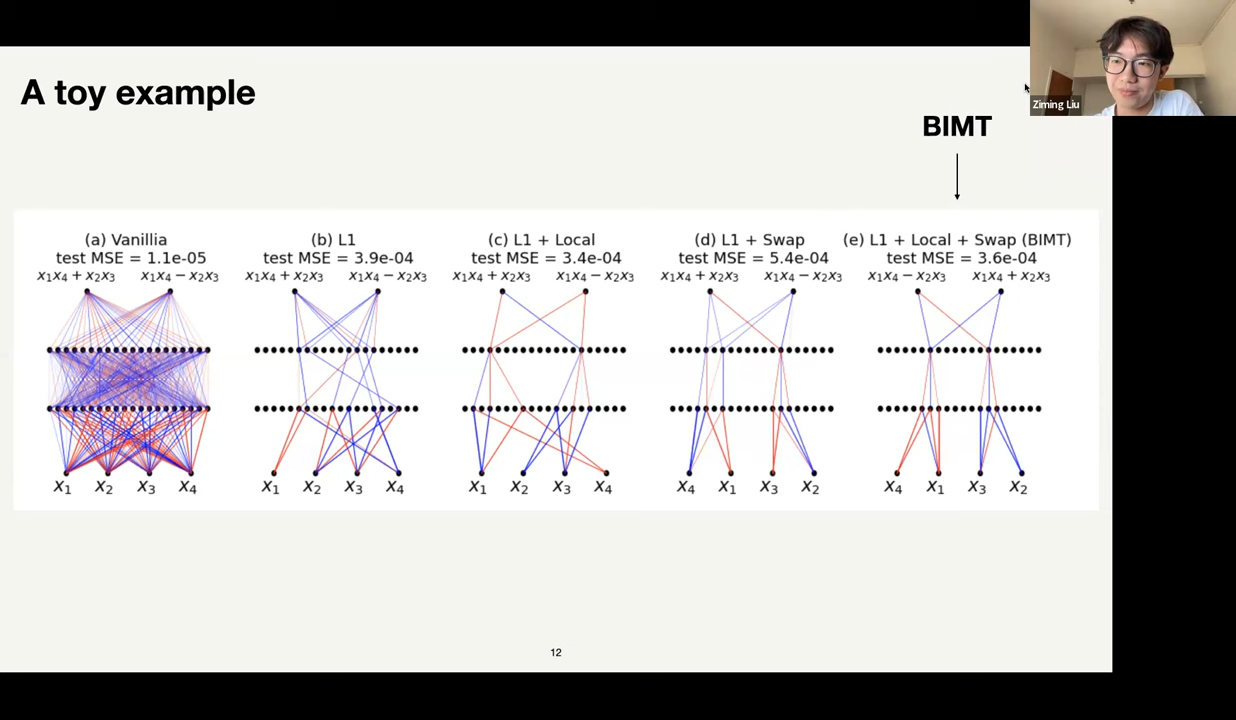 Ziming Liu
A toy example
BIMT
(a) Vanillia
test MSE = 1.1e-05
x₁x₄ + x₂x₃ x₁x₄ − x₂x₃
x₁ x₂ x₃ x₄
(b) L1
test MSE = 3.9e-04
x₁x₄ + x₂x₃ x₁x₄ − x₂x₃
x₁ x₂ x₃ x₄
(c) L1 + Local
test MSE = 3.4e-04
x₁x₄ + x₂x₃ x₁x₄ − x₂x₃
x₁ x₂ x₃ x₄
(d) L1 + Swap
test MSE = 5.4e-04
x₁x₄ + x₂x₃ x₁x₄ − x₂x₃
x₄ x₁ x₃ x₂
(e) L1 + Local + Swap (BIMT)
test MSE = 3.6e-04
x₁x₄ − x₂x₃ x₁x₄ + x₂x₃
x₄ x₁ x₃ x₂
12